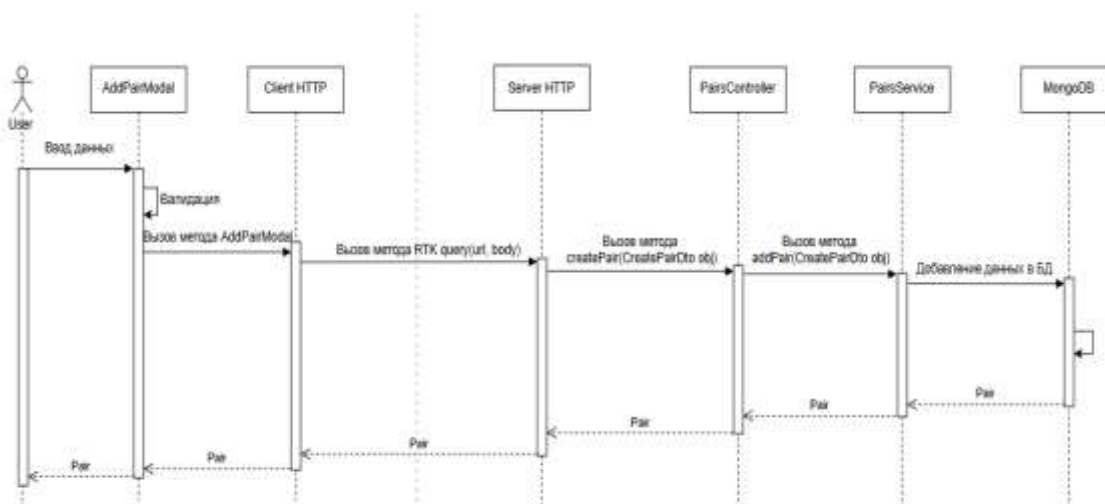 AddPairModal
Client HTTP
Server HTTP
PairsController
PairsService
MongoDB
User
Ввод данных
Валидация
Вызов метода AddPairModal
Вызов метода RTK query(url, body)
Вызов метода
createPair(CreatePairDto obj)
Вызов метода
addPair(CreatePairDto obj)
Добавление данных в БД
Pair
Pair
Pair
Pair
Pair
Pair